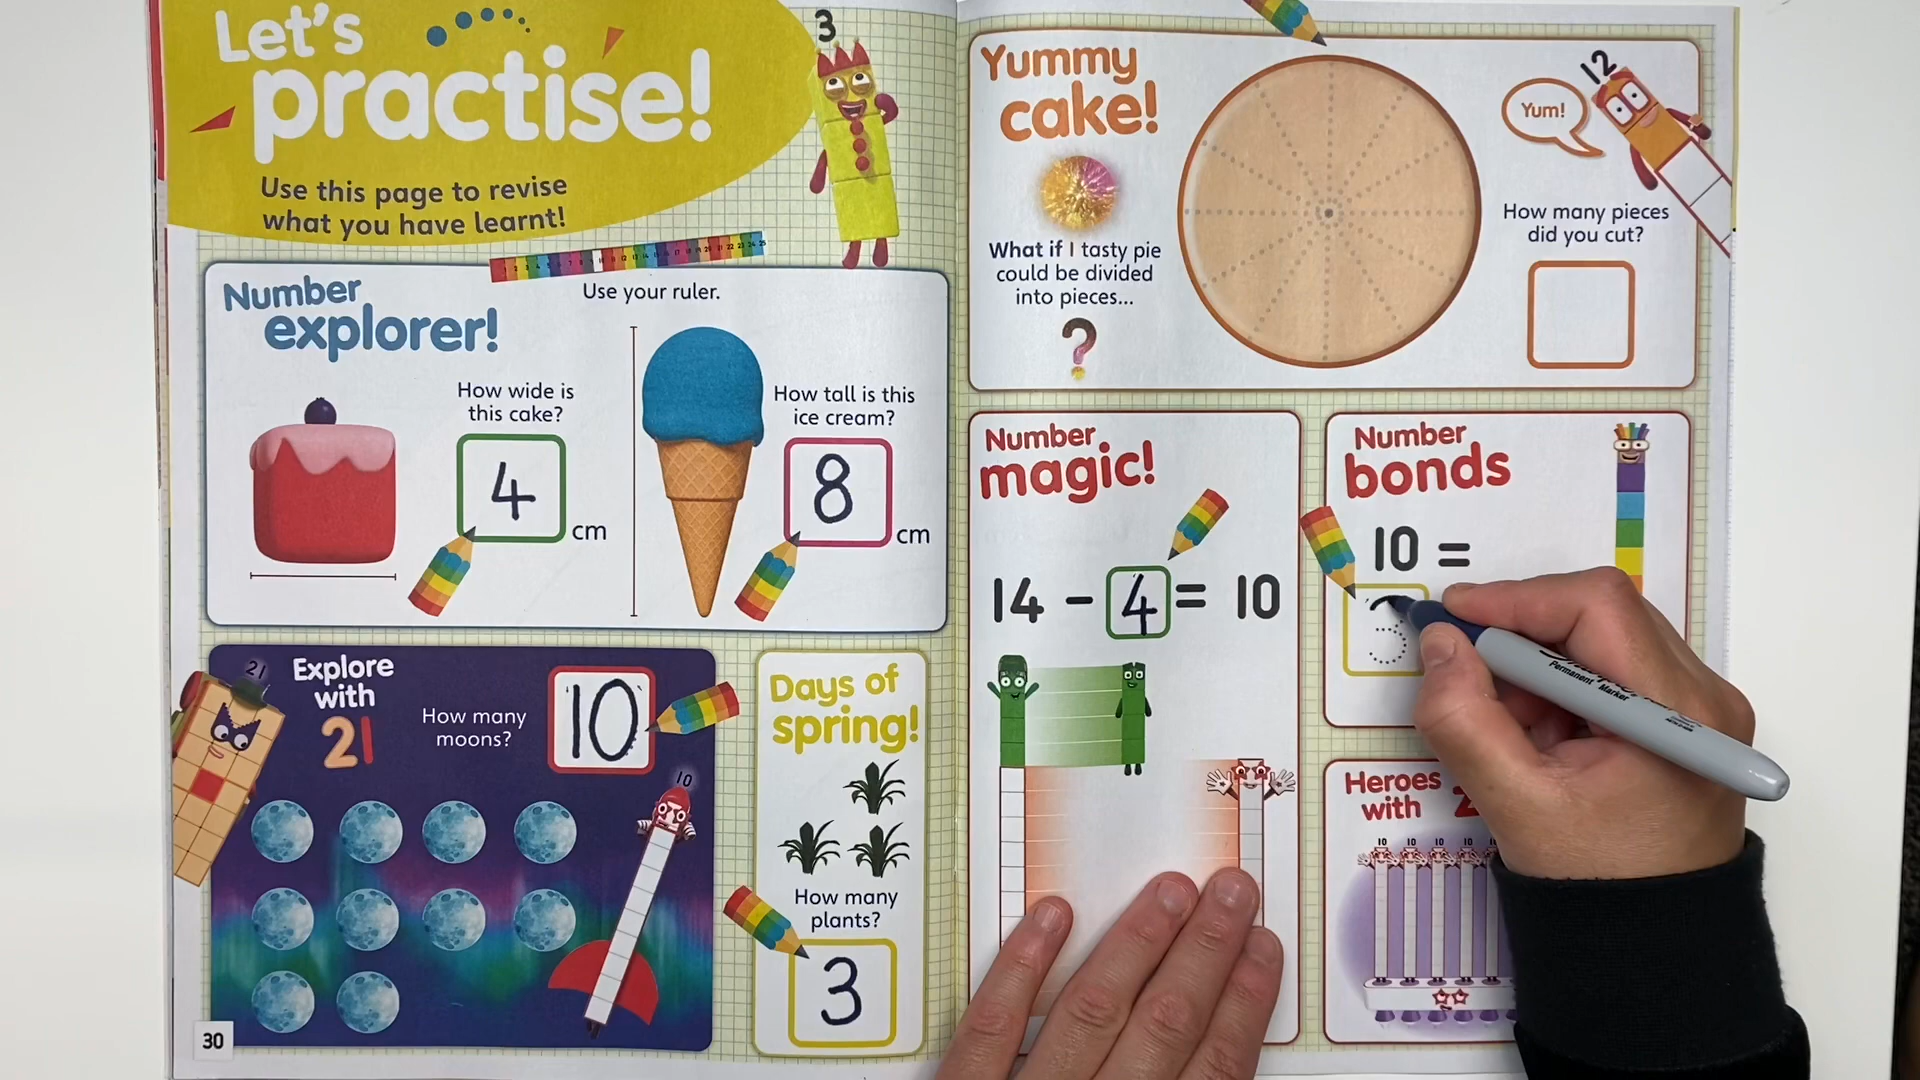 Let's
practise!
Use this page to revise
what you have learnt!
3
Number
explorer!
Use your ruler.
How wide is
this cake?
4
cm
How tall is this
ice cream?
8
cm
21
Explore
with
21
How many
moons?
10
10
Days of
spring!
How many
plants?
3
30
Yummy
cake!
What if 1 tasty pie
could be divided
into pieces...
?
12
Yum!
How many pieces
did you cut?
Number
magic!
14 - 4 = 10
Number
bonds
10 =
3
Heroes
with
10 10 10 10
Permanent Marker